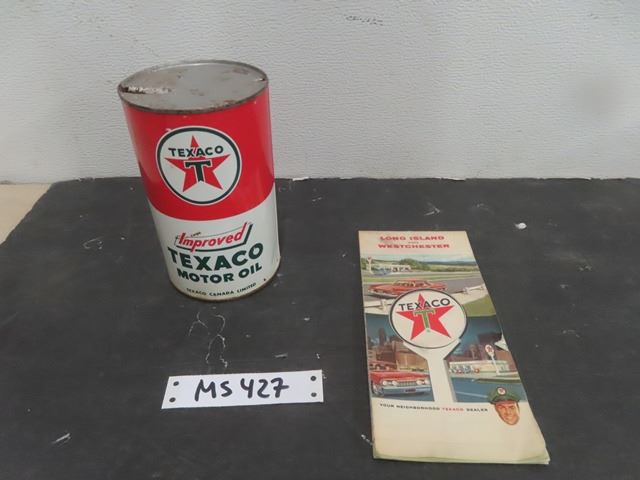 TEXACO
T
Improved
TEXACO
MOTOR OIL
TEXACO CANADA LIMITED
MS 427
LONG ISLAND
WESTCHESTER
TEXACO
T
YOUR NEIGHBORHOOD TEXACO DEALER